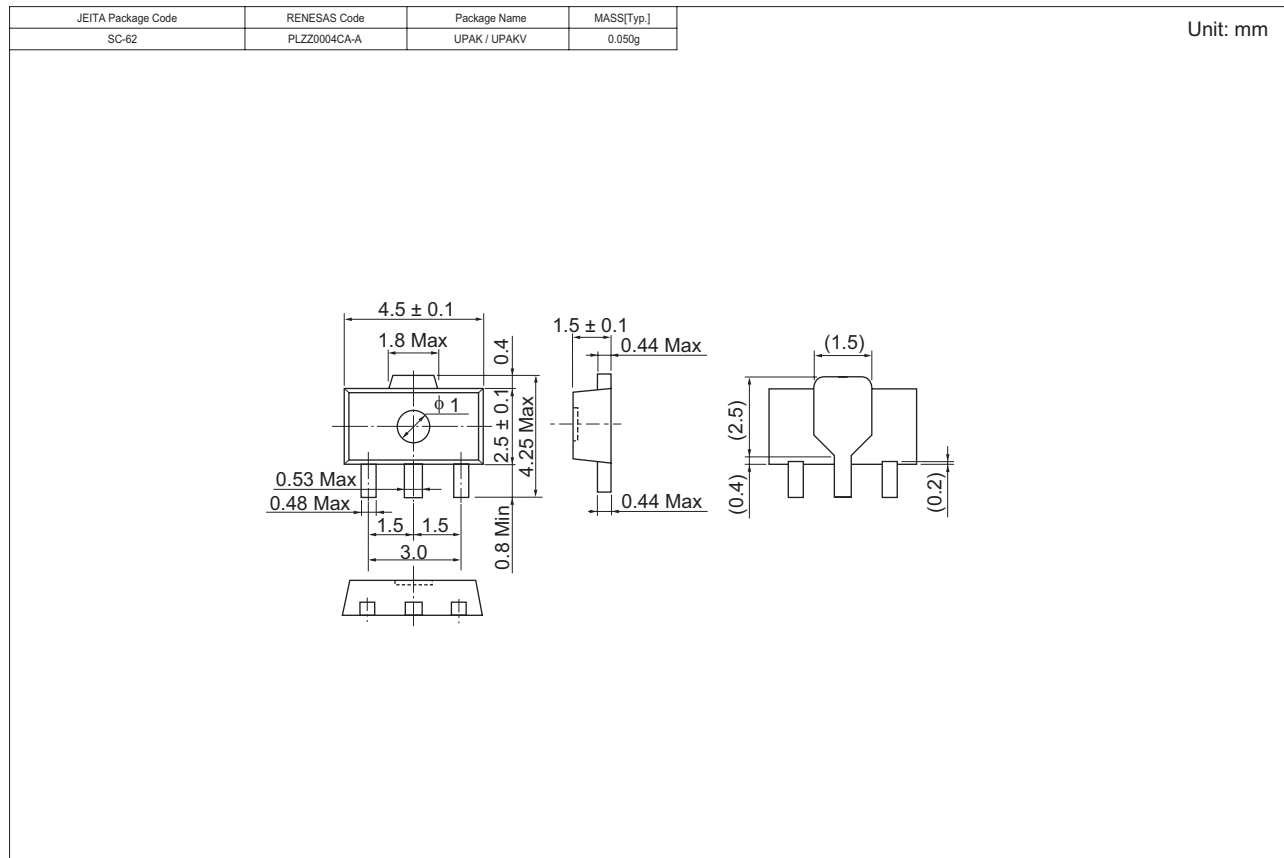 JEITA Package Code RENESAS Code Package Name MASS[Typ.]
SC-62 PLZZ0004CA-A UPAK / UPAKV 0.050g
Unit: mm
4.5 ± 0.1
1.8 Max
0.4
ϕ 1
2.5 ± 0.1
4.25 Max
0.53 Max
0.48 Max
1.5 1.5
3.0
0.8 Min
1.5 ± 0.1
0.44 Max
0.44 Max
(1.5)
(2.5)
(0.4)
(0.2)